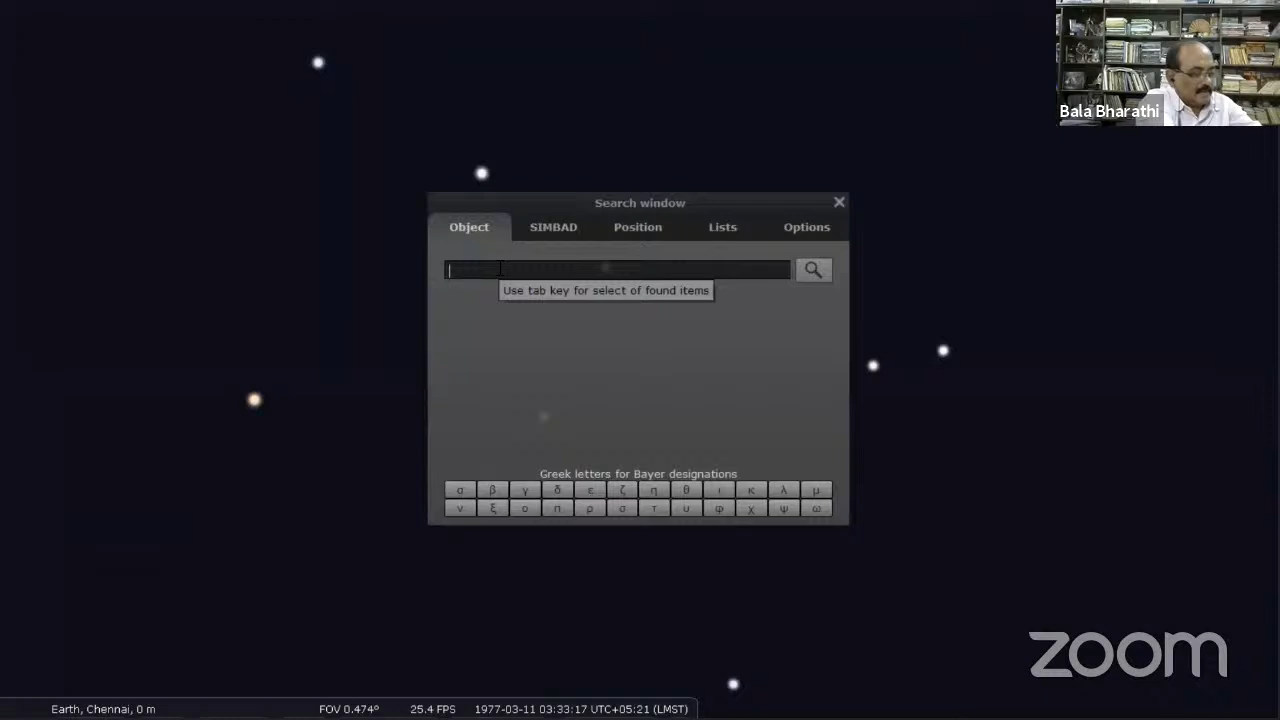 Bala Bharathi
Search window
Object SIMBAD Position Lists Options
Use tab key for select of found items
Greek letters for Bayer designations
α β γ δ ε ζ η θ ι κ λ μ
ν ξ ο π ρ σ τ υ φ χ ψ ω
zoom
Earth, Chennai, 0 m FOV 0.474° 25.4 FPS 1977-03-11 03:33:17 UTC+05:21 (LMST)